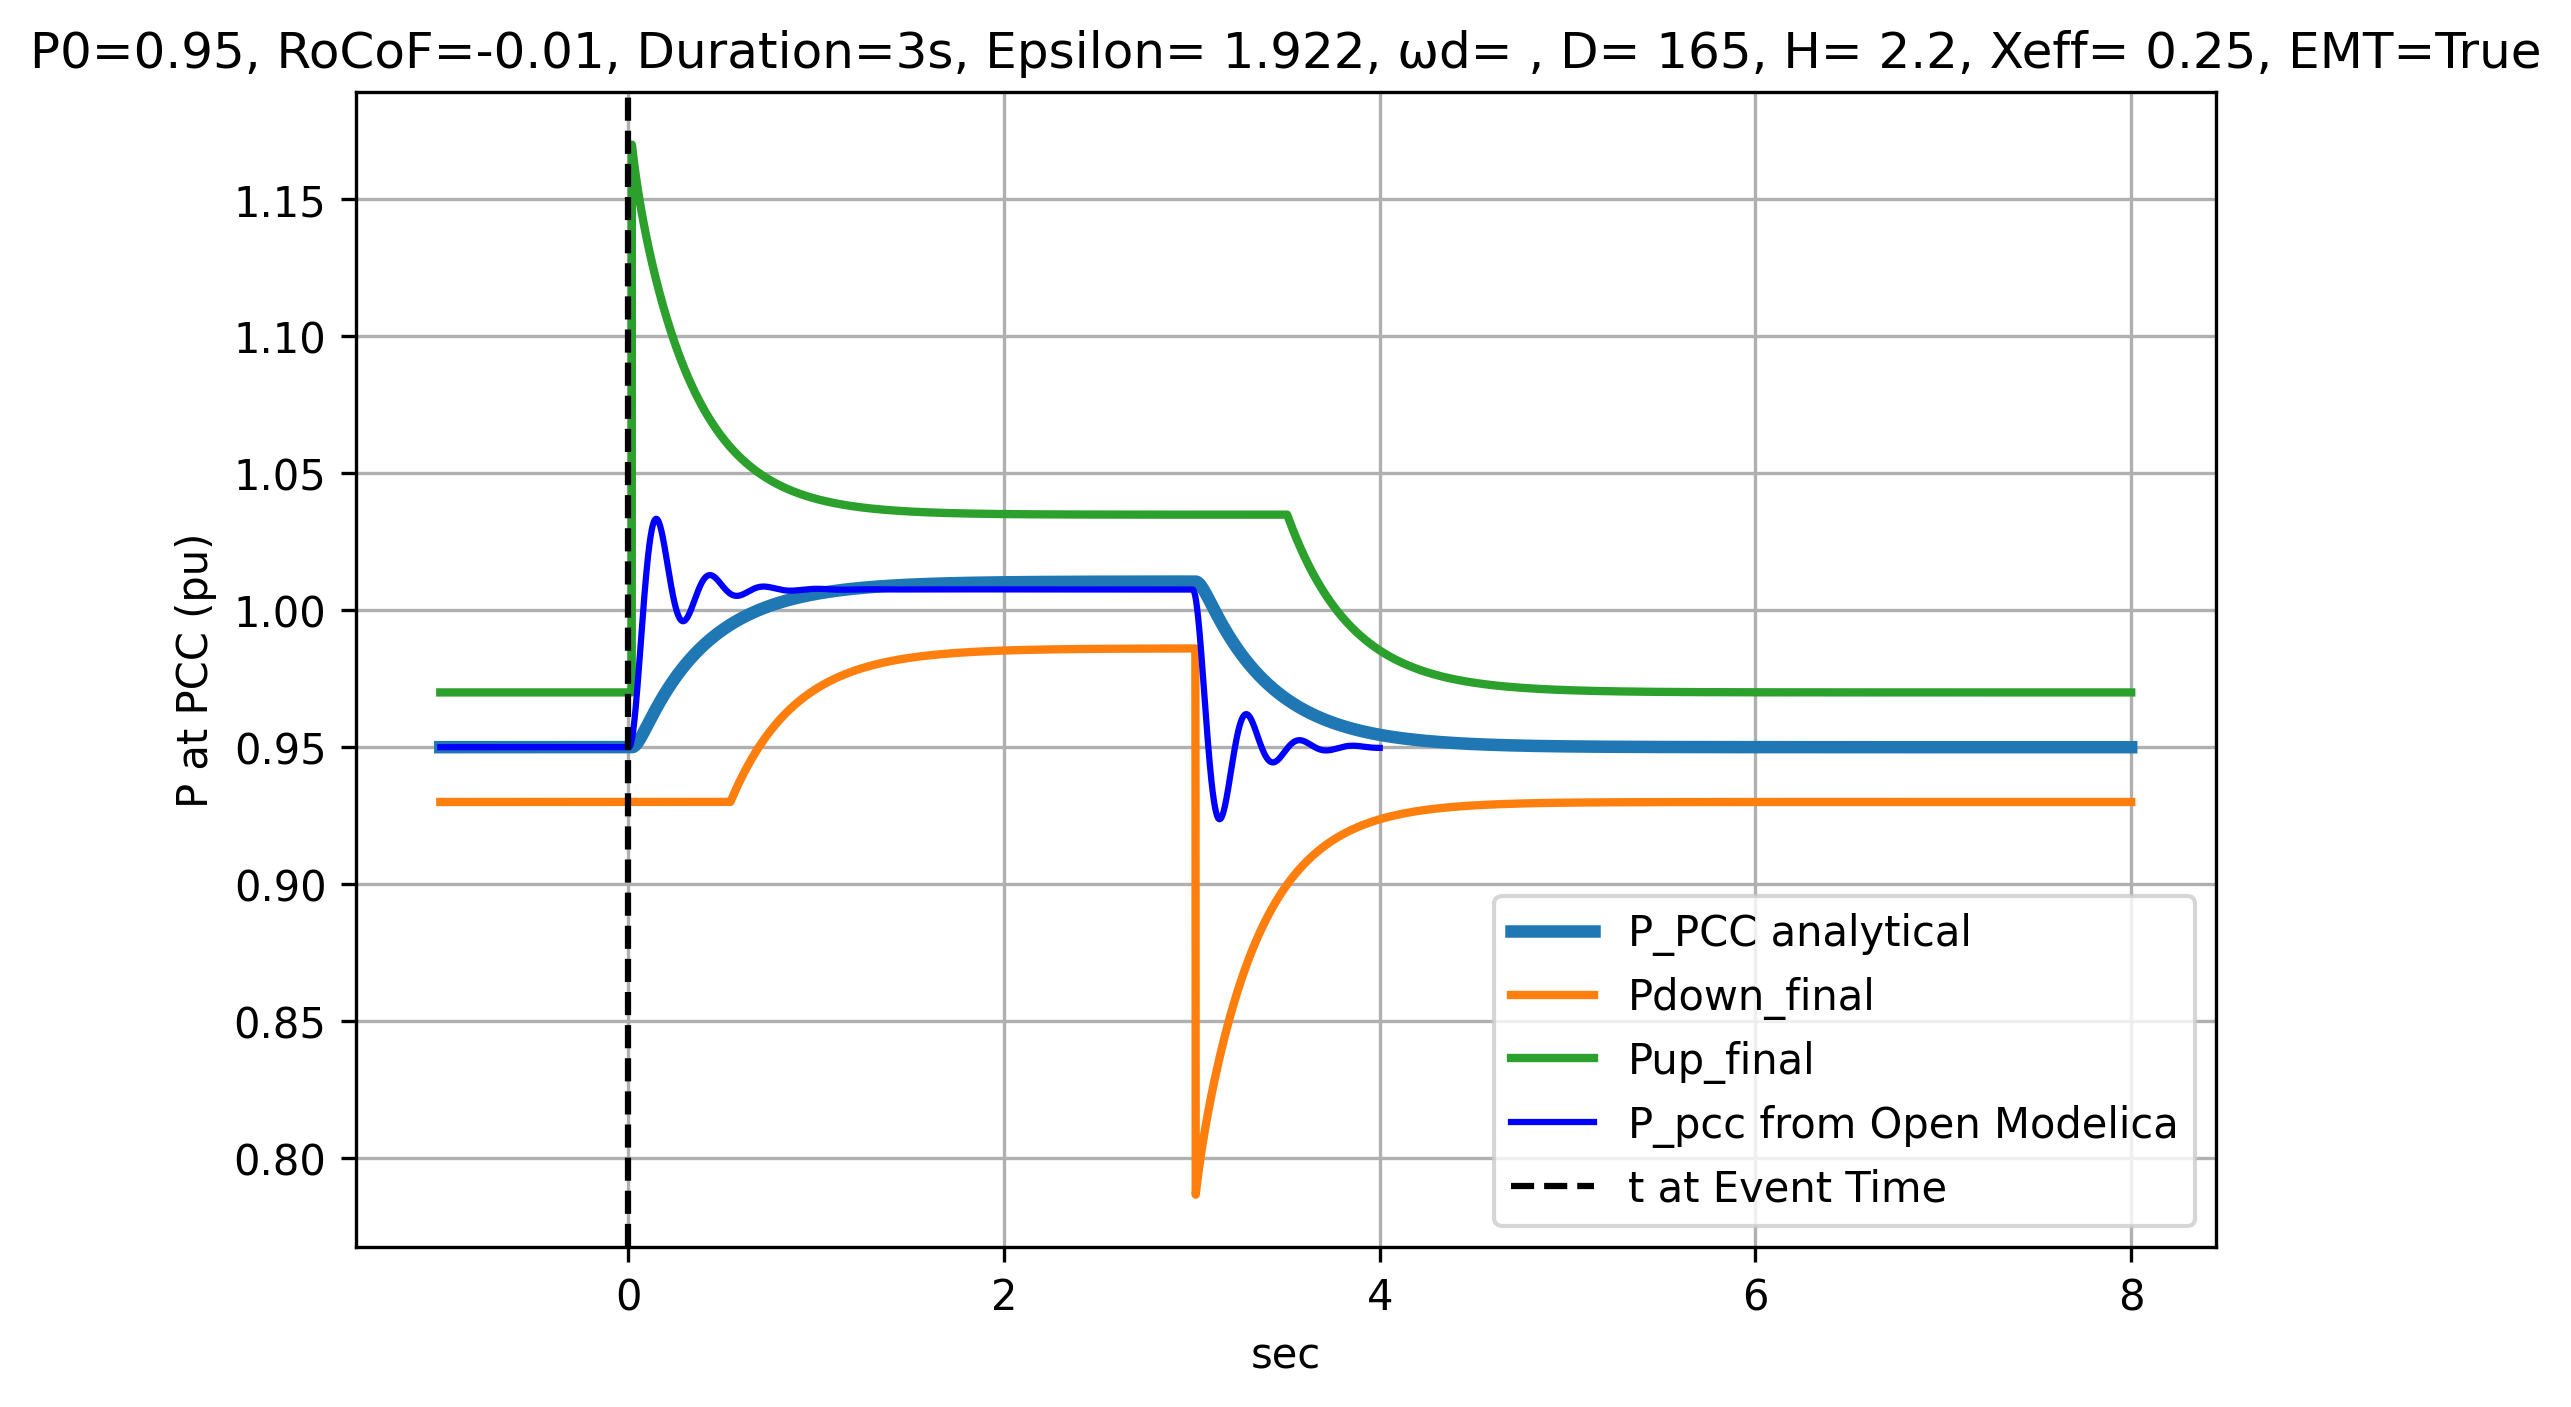 P0=0.95, RoCoF=-0.01, Duration=3s, Epsilon= 1.922, ωd= , D= 165, H= 2.2, Xeff= 0.25, EMT=True
P at PCC (pu)
1.15
1.10
1.05
1.00
0.95
0.90
0.85
0.80
P_PCC analytical
Pdown_final
Pup_final
P_pcc from Open Modelica
t at Event Time
0 2 4 6 8
sec